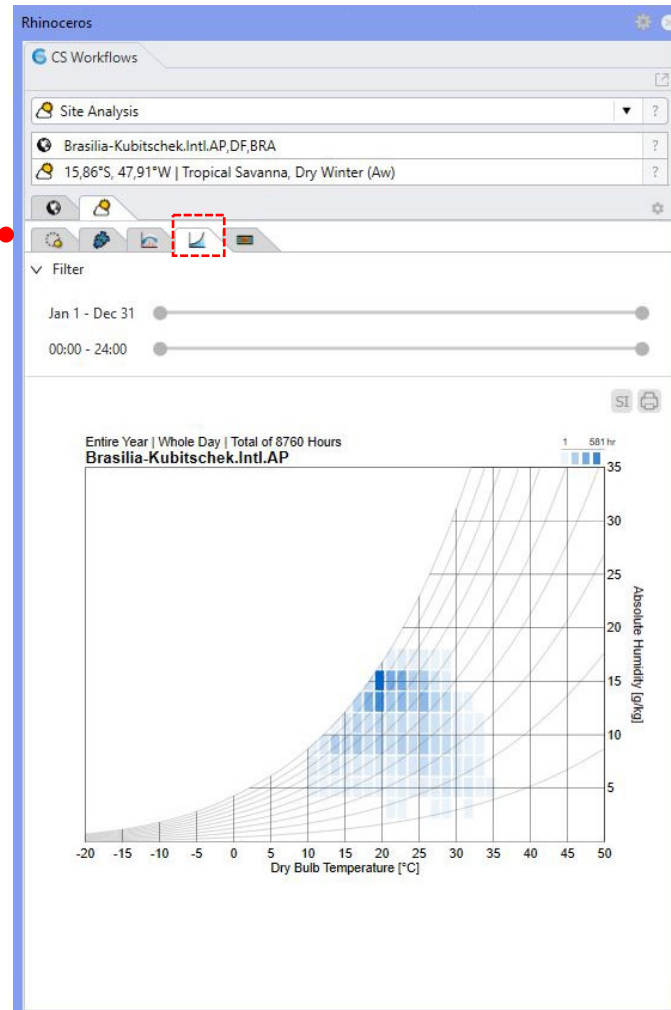 Rhinoceros
CS Workflows
Site Analysis
?
Brasilia-Kubitschek.Intl.AP,DF,BRA
?
15,86°S, 47,91°W | Tropical Savanna, Dry Winter (Aw)
?
Filter
Jan 1 - Dec 31
00:00 - 24:00
SI
Entire Year | Whole Day | Total of 8760 Hours
Brasilia-Kubitschek.Intl.AP
1 581 hr
35
30
25
20
15
10
5
Absolute Humidity [g/kg]
-20 -15 -10 -5 0 5 10 15 20 25 30 35 40 45 50
Dry Bulb Temperature [°C]